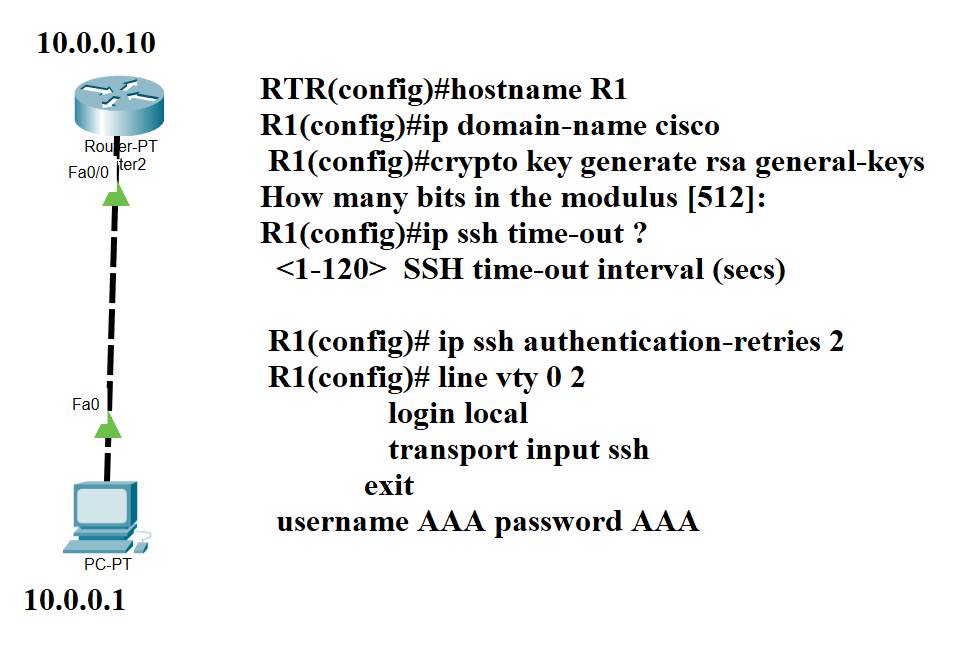 10.0.0.10
RTR(config)#hostname R1
R1(config)#ip domain-name cisco
R1(config)#crypto key generate rsa general-keys
How many bits in the modulus [512]:
R1(config)#ip ssh time-out ?
<1-120> SSH time-out interval (secs)
R1(config)# ip ssh authentication-retries 2
R1(config)# line vty 0 2
login local
transport input ssh
exit
username AAA password AAA
Router-PT
ter2
Fa0/0
Fa0
PC-PT
10.0.0.1